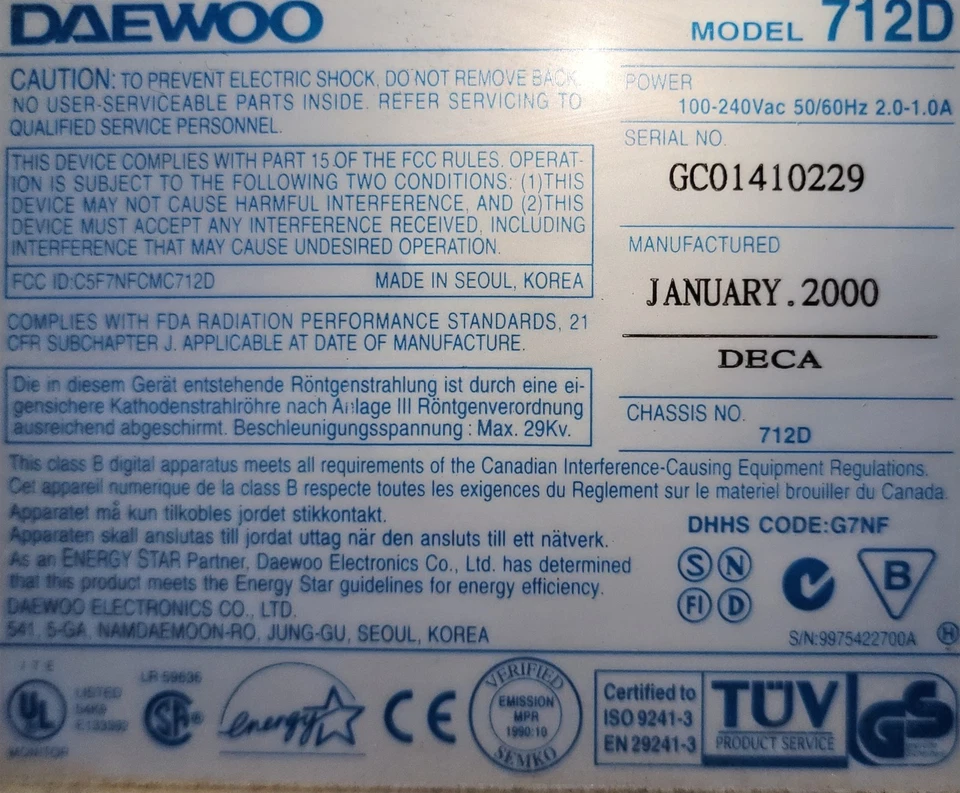 DAEWOO
MODEL 712D
CAUTION: TO PREVENT ELECTRIC SHOCK, DO NOT REMOVE BACK.
NO USER-SERVICEABLE PARTS INSIDE. REFER SERVICING TO
QUALIFIED SERVICE PERSONNEL.
THIS DEVICE COMPLIES WITH PART 15 OF THE FCC RULES. OPERAT-
ION IS SUBJECT TO THE FOLLOWING TWO CONDITIONS: (1)THIS
DEVICE MAY NOT CAUSE HARMFUL INTERFERENCE, AND (2)THIS
DEVICE MUST ACCEPT ANY INTERFERENCE RECEIVED, INCLUDING
INTERFERENCE THAT MAY CAUSE UNDESIRED OPERATION.
FCC ID:C5F7NFCMC712D MADE IN SEOUL, KOREA
COMPLIES WITH FDA RADIATION PERFORMANCE STANDARDS, 21
CFR SUBCHAPTER J. APPLICABLE AT DATE OF MANUFACTURE.
Die in diesem Gerät entstehende Röntgenstrahlung ist durch eine ei-
gensichere Kathodenstrahlröhre nach Anlage III Röntgenverordnung
ausreichend abgeschirmt. Beschleunigungsspannung : Max. 29Kv.
POWER
100-240Vac 50/60Hz 2.0-1.0A
SERIAL NO.
GC01410229
MANUFACTURED
JANUARY.2000
DECA
CHASSIS NO.
712D
This class B digital apparatus meets all requirements of the Canadian Interference-Causing Equipment Regulations.
Cet appareil numerique de la class B respecte toutes les exigences du Reglement sur le materiel brouiller du Canada.
Apparatet må kun tilkobles jordet stikkontakt.
Apparaten skall anslutas till jordat uttag när den ansluts till ett nätverk.
As an ENERGY STAR Partner, Daewoo Electronics Co., Ltd. has determined
that this product meets the Energy Star guidelines for energy efficiency.
DAEWOO ELECTRONICS CO., LTD.
541, 5-GA, NAMDAEMOON-RO, JUNG-GU, SEOUL, KOREA
DHHS CODE:G7NF
S N
FI D
B
S/N:9975422700A H
I T E
UL
LISTED
MONITOR
LR 59636
SA
energy
CE
VERIFIED
EMISSION
MPR
1990:10
SEMKO
Certified to
ISO 9241-3
EN 29241-3
TÜV
PRODUCT SERVICE
GS